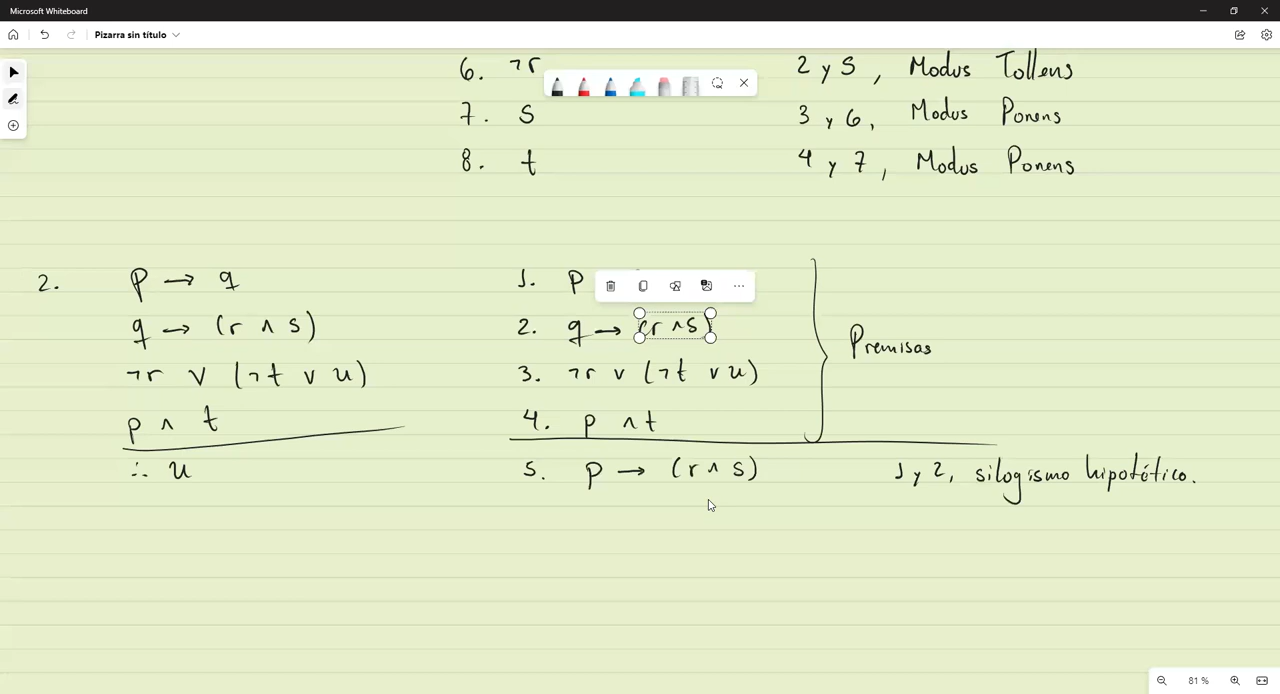 Microsoft Whiteboard
Pizarra sin título
6. ¬r 2 y 5, Modus Tollens
7. s 3 y 6, Modus Ponens
8. t 4 y 7, Modus Ponens
2. p → q 1. p
q → (r ∧ s) 2. q → (r ∧ s)
¬r ∨ (¬t ∨ u) 3. ¬r ∨ (¬t ∨ u) Premisas
p ∧ t 4. p ∧ t
∴ u 5. p → (r ∧ s) 1 y 2, silogismo hipotético.
81 %